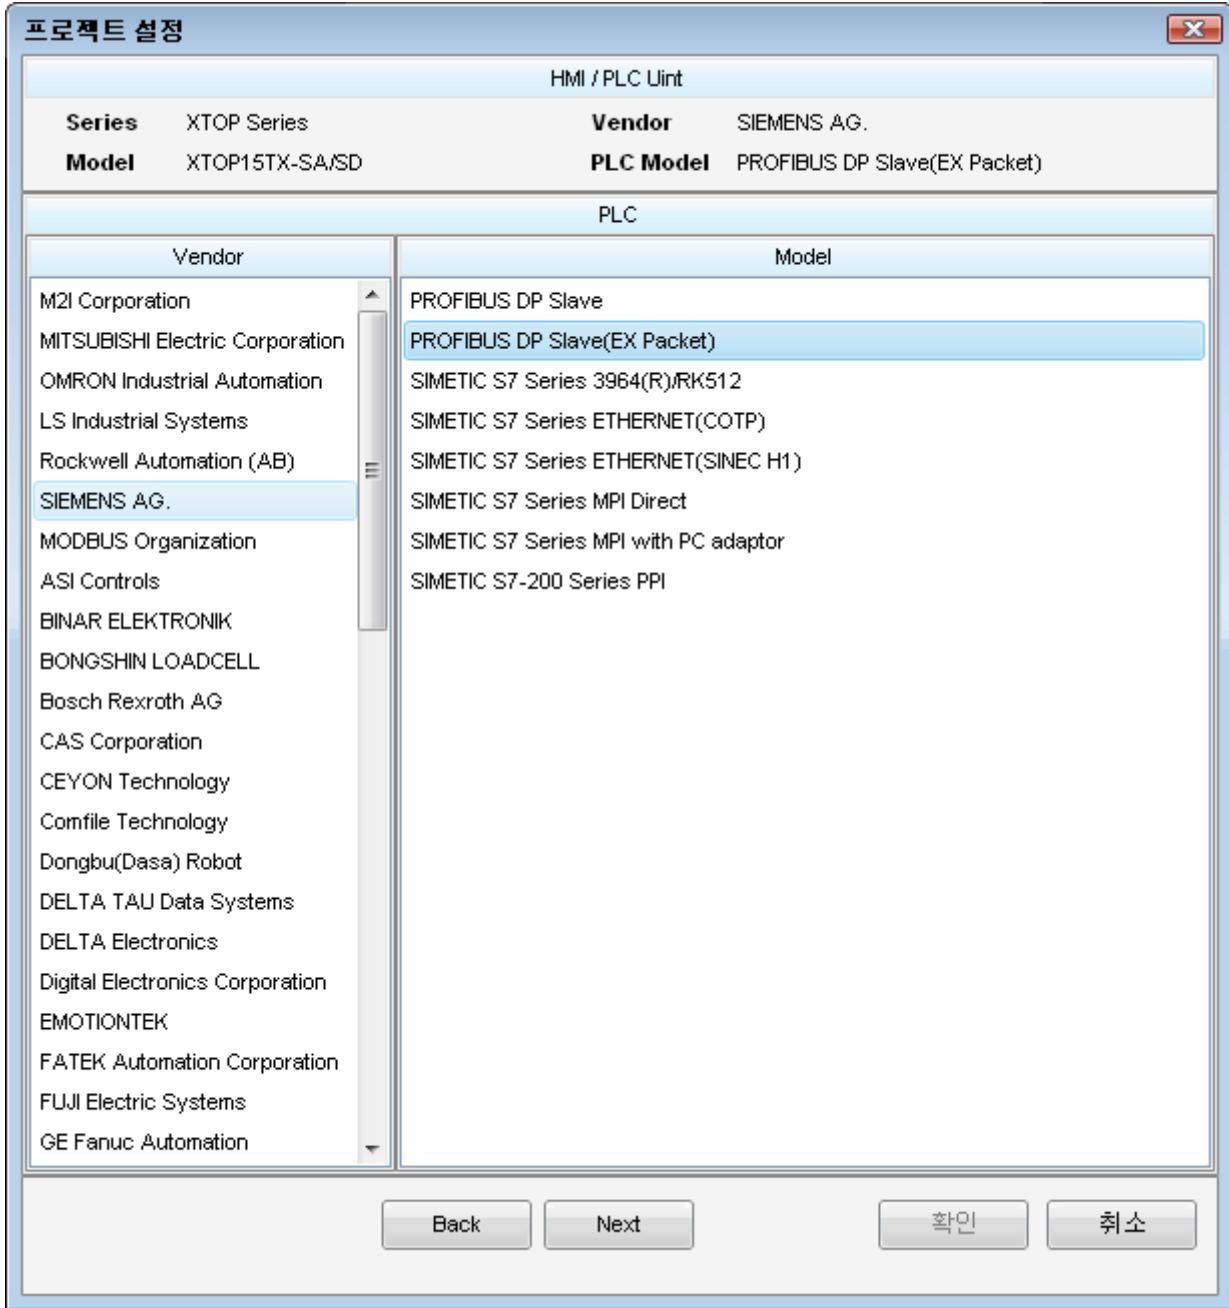 프로젝트 설정
HMI / PLC Uint
Series XTOP Series Vendor SIEMENS AG.
Model XTOP15TX-SA/SD PLC Model PROFIBUS DP Slave(EX Packet)
PLC
Vendor
M2I Corporation
MITSUBISHI Electric Corporation
OMRON Industrial Automation
LS Industrial Systems
Rockwell Automation (AB)
SIEMENS AG.
MODBUS Organization
ASI Controls
BINAR ELEKTRONIK
BONGSHIN LOADCELL
Bosch Rexroth AG
CAS Corporation
CEYON Technology
Comfile Technology
Dongbu(Dasa) Robot
DELTA TAU Data Systems
DELTA Electronics
Digital Electronics Corporation
EMOTIONTEK
FATEK Automation Corporation
FUJI Electric Systems
GE Fanuc Automation
Model
PROFIBUS DP Slave
PROFIBUS DP Slave(EX Packet)
SIMETIC S7 Series 3964(R)/RK512
SIMETIC S7 Series ETHERNET(COTP)
SIMETIC S7 Series ETHERNET(SINEC H1)
SIMETIC S7 Series MPI Direct
SIMETIC S7 Series MPI with PC adaptor
SIMETIC S7-200 Series PPI
Back Next 확인 취소